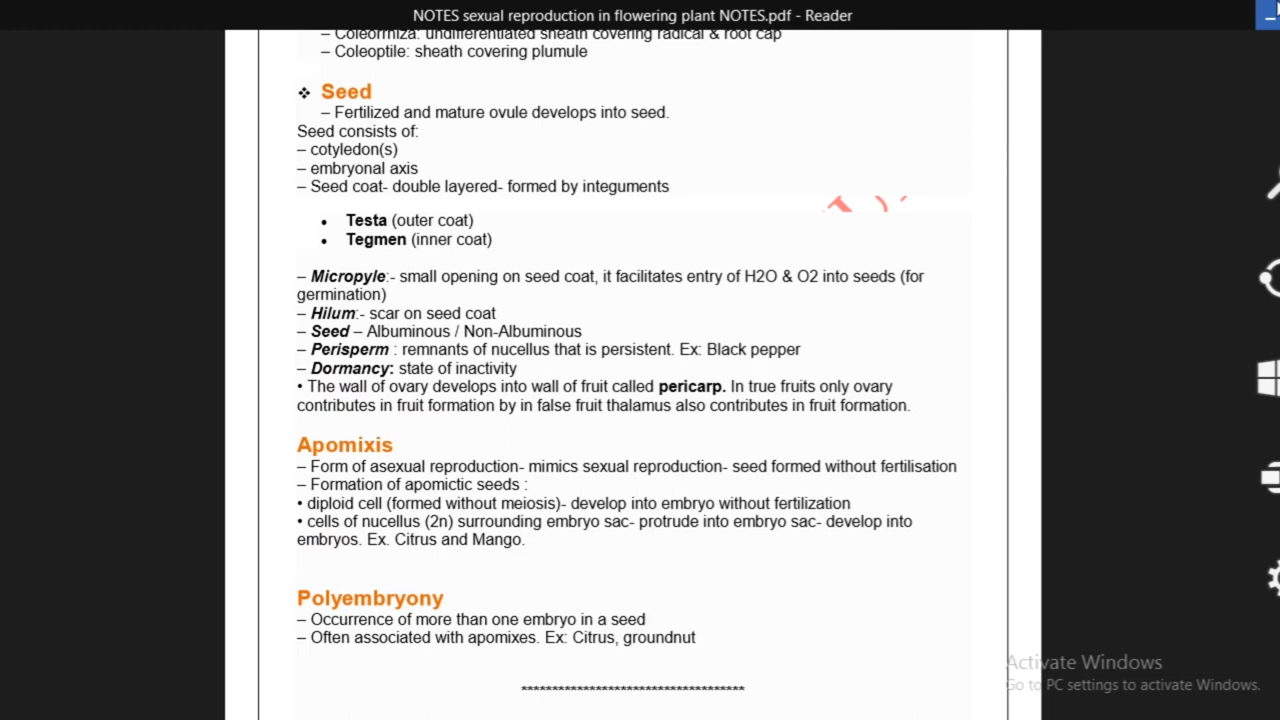 NOTES sexual reproduction in flowering plant NOTES.pdf - Reader
– Coleorrhiza: undifferentiated sheath covering radical & root cap
– Coleoptile: sheath covering plumule
❖ Seed
– Fertilized and mature ovule develops into seed.
Seed consists of:
– cotyledon(s)
– embryonal axis
– Seed coat- double layered- formed by integuments
• Testa (outer coat)
• Tegmen (inner coat)
– Micropyle:- small opening on seed coat, it facilitates entry of H2O & O2 into seeds (for
germination)
– Hilum:- scar on seed coat
– Seed – Albuminous / Non-Albuminous
– Perisperm : remnants of nucellus that is persistent. Ex: Black pepper
– Dormancy: state of inactivity
• The wall of ovary develops into wall of fruit called pericarp. In true fruits only ovary
contributes in fruit formation by in false fruit thalamus also contributes in fruit formation.
Apomixis
– Form of asexual reproduction- mimics sexual reproduction- seed formed without fertilisation
– Formation of apomictic seeds :
• diploid cell (formed without meiosis)- develop into embryo without fertilization
• cells of nucellus (2n) surrounding embryo sac- protrude into embryo sac- develop into
embryos. Ex. Citrus and Mango.
Polyembryony
– Occurrence of more than one embryo in a seed
– Often associated with apomixes. Ex: Citrus, groundnut
************************************
Activate Windows
Go to PC settings to activate Windows.